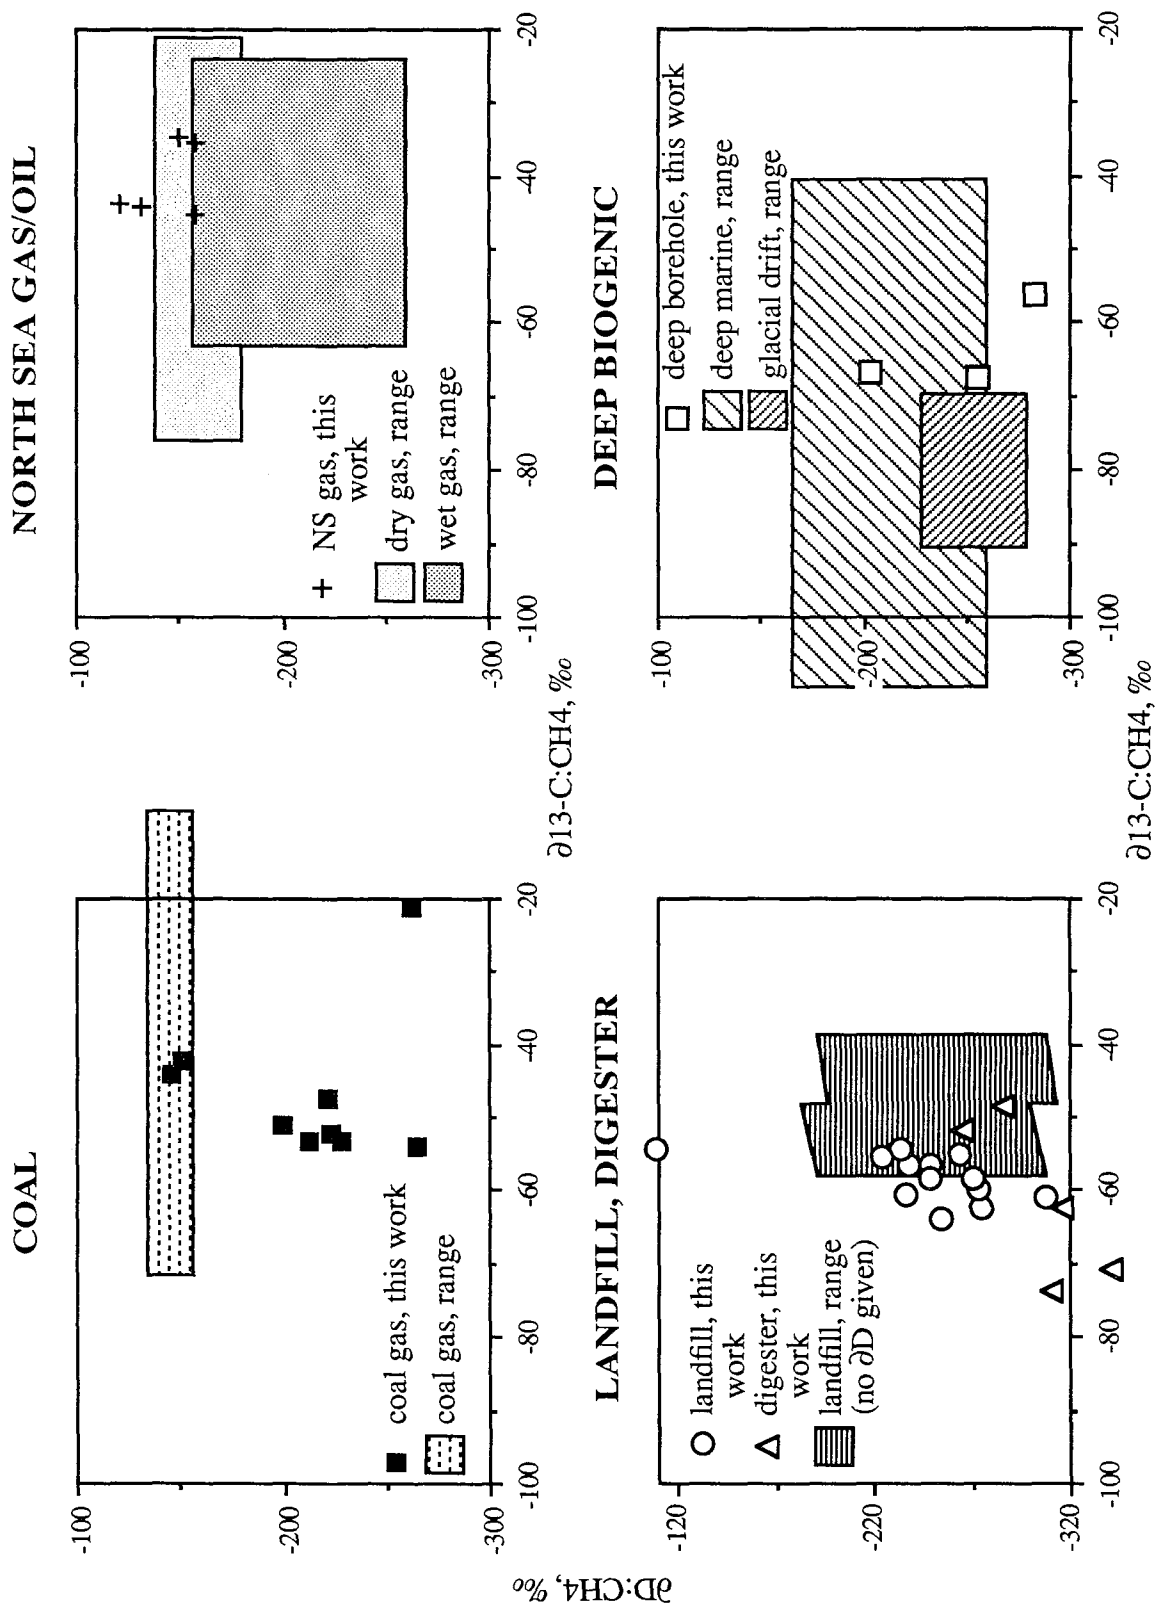 COAL
-100
-200
-300
-100
-80
-60
-40
-20
coal gas, this work
coal gas, range
NORTH SEA GAS/OIL
-100
-200
-300
-100
-80
-60
-40
-20
NS gas, this
work
dry gas, range
wet gas, range
∂D:CH4, ‰
∂13-C:CH4, ‰
LANDFILL, DIGESTER
-120
-220
-320
-100
-80
-60
-40
-20
landfill, this
work
digester, this
work
landfill, range
(no ∂D given)
DEEP BIOGENIC
-100
-200
-300
-100
-80
-60
-40
-20
deep borehole, this work
deep marine, range
glacial drift, range
∂13-C:CH4, ‰